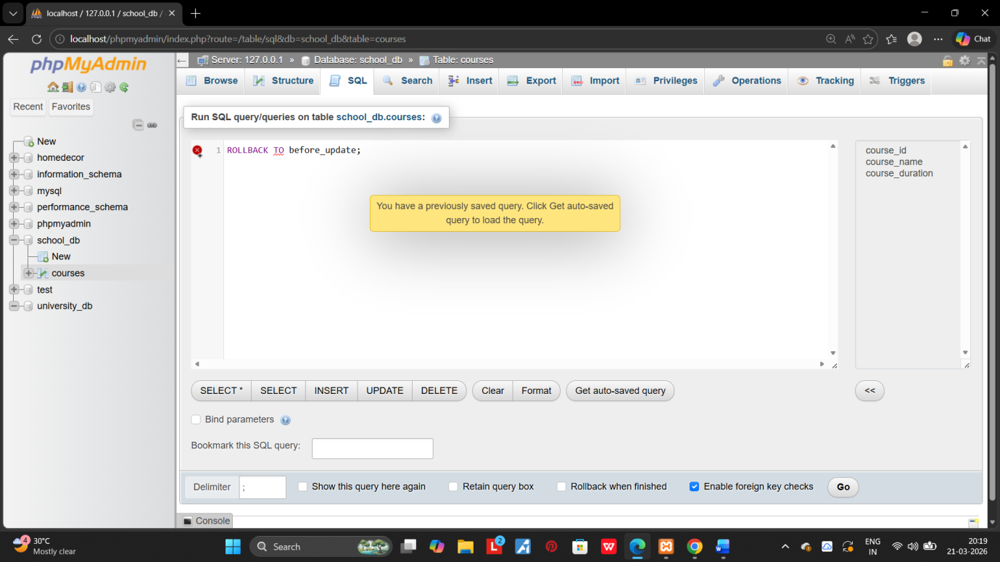 localhost / 127.0.0.1 / school_db /
localhost/phpmyadmin/index.php?route=/table/sql&db=school_db&table=courses
Chat
phpMyAdmin
Recent
Favorites
New
homedecor
information_schema
mysql
performance_schema
phpmyadmin
school_db
New
courses
test
university_db
Server: 127.0.0.1 » Database: school_db » Table: courses
Browse
Structure
SQL
Search
Insert
Export
Import
Privileges
Operations
Tracking
Triggers
Run SQL query/queries on table school_db.courses:
1 ROLLBACK TO before_update;
You have a previously saved query. Click Get auto-saved
query to load the query.
course_id
course_name
course_duration
SELECT *
SELECT
INSERT
UPDATE
DELETE
Clear
Format
Get auto-saved query
<<
Bind parameters
Bookmark this SQL query:
Delimiter ;
Show this query here again
Retain query box
Rollback when finished
Enable foreign key checks
Go
Console
4
30°C
Mostly clear
Search
L
2
W
ENG
IN
20:19
21-03-2026